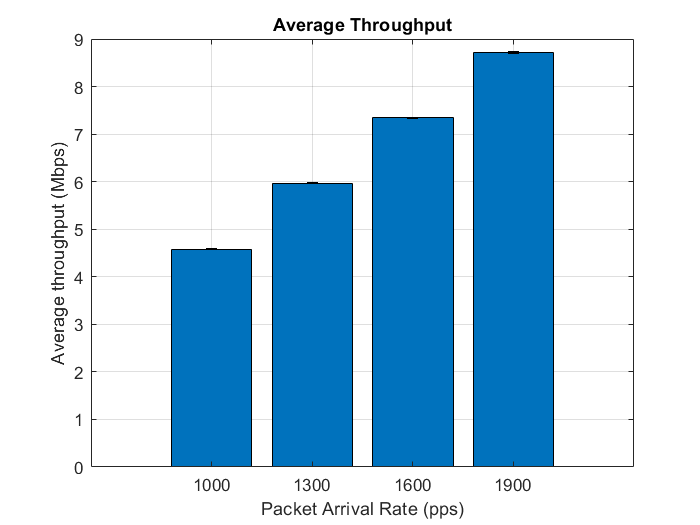 Average Throughput
Average throughput (Mbps)
9
8
7
6
5
4
3
2
1
0
1000 1300 1600 1900
Packet Arrival Rate (pps)